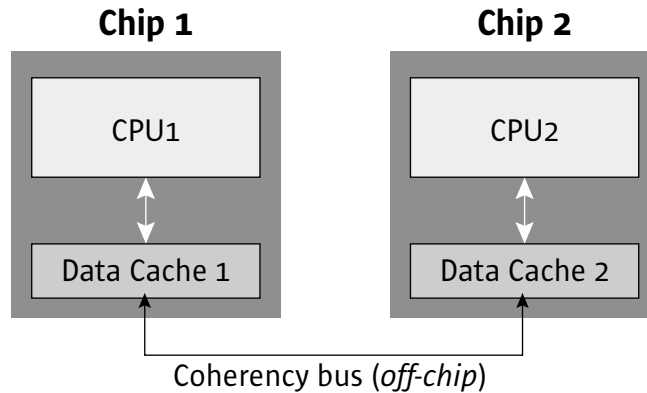 Chip 1
Chip 2
CPU1
CPU2
Data Cache 1
Data Cache 2
Coherency bus (off-chip)